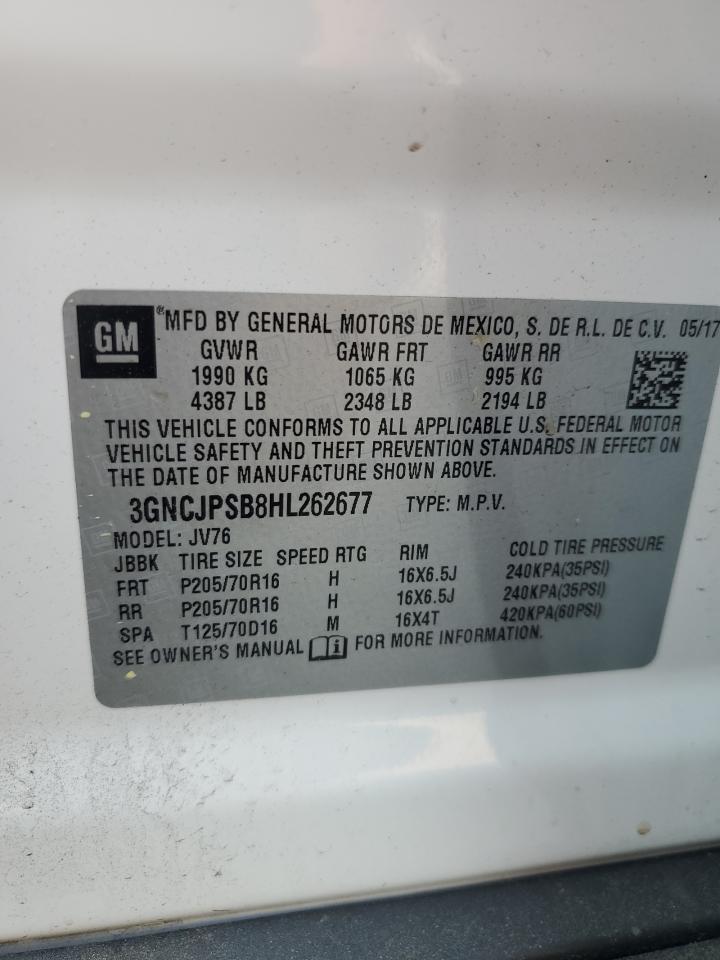 GM ® MFD BY GENERAL MOTORS DE MEXICO, S. DE R.L. DE C.V. 05/17
GVWR GAWR FRT GAWR RR
1990 KG 1065 KG 995 KG
4387 LB 2348 LB 2194 LB
THIS VEHICLE CONFORMS TO ALL APPLICABLE U.S. FEDERAL MOTOR
VEHICLE SAFETY AND THEFT PREVENTION STANDARDS IN EFFECT ON
THE DATE OF MANUFACTURE SHOWN ABOVE.
3GNCJPSB8HL262677 TYPE: M.P.V.
MODEL: JV76
JBBK TIRE SIZE SPEED RTG RIM COLD TIRE PRESSURE
FRT P205/70R16 H 16X6.5J 240KPA(35PSI)
RR P205/70R16 H 16X6.5J 240KPA(35PSI)
SPA T125/70D16 M 16X4T 420KPA(60PSI)
SEE OWNER'S MANUAL i FOR MORE INFORMATION.